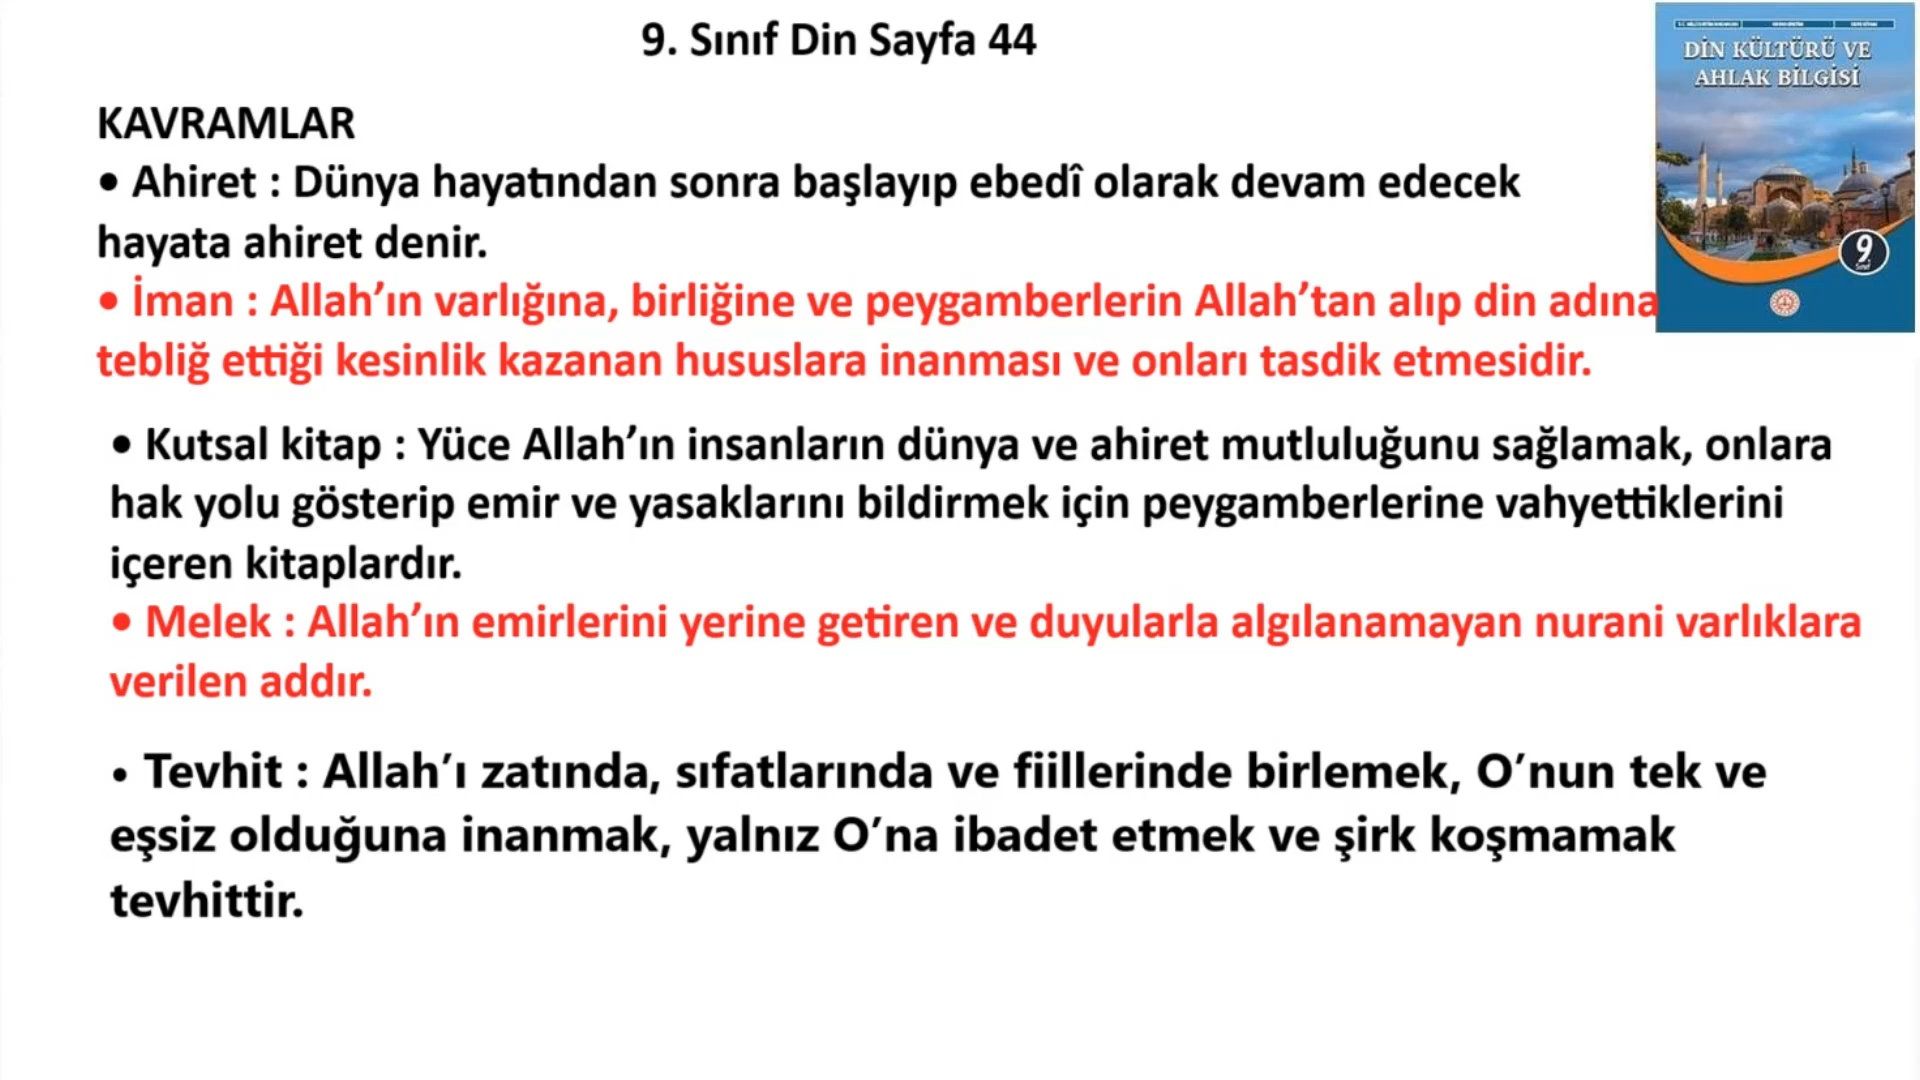 9. Sınıf Din Sayfa 44
DİN KÜLTÜRÜ VE
AHLAK BİLGİSİ
9.
Sınıf
KAVRAMLAR
• Ahiret : Dünya hayatından sonra başlayıp ebedî olarak devam edecek
hayata ahiret denir.
• İman : Allah’ın varlığına, birliğine ve peygamberlerin Allah’tan alıp din adına
tebliğ ettiği kesinlik kazanan hususlara inanması ve onları tasdik etmesidir.
• Kutsal kitap : Yüce Allah’ın insanların dünya ve ahiret mutluluğunu sağlamak, onlara
hak yolu gösterip emir ve yasaklarını bildirmek için peygamberlerine vahyettiklerini
içeren kitaplardır.
• Melek : Allah’ın emirlerini yerine getiren ve duyularla algılanamayan nurani varlıklara
verilen addır.
• Tevhit : Allah’ı zatında, sıfatlarında ve fiillerinde birlemek, O’nun tek ve
eşsiz olduğuna inanmak, yalnız O’na ibadet etmek ve şirk koşmamak
tevhittir.